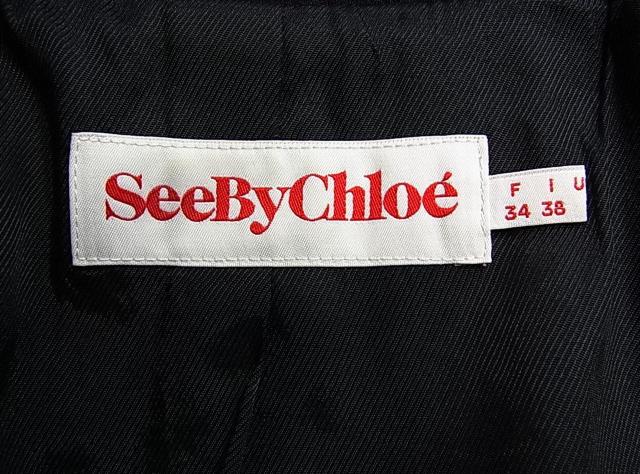 SeeByChloé
F I U
34 38